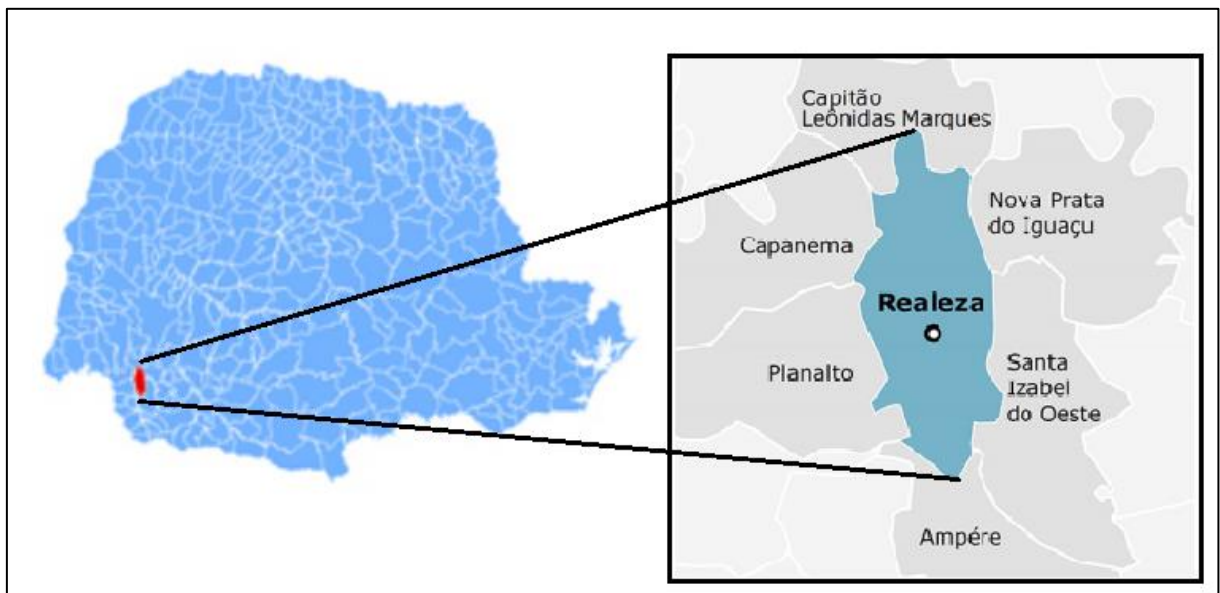 Capitão
Leônidas Marques
Nova Prata
do Iguaçu
Capanema
Realeza
Planalto
Santa
Izabel
do Oeste
Ampére